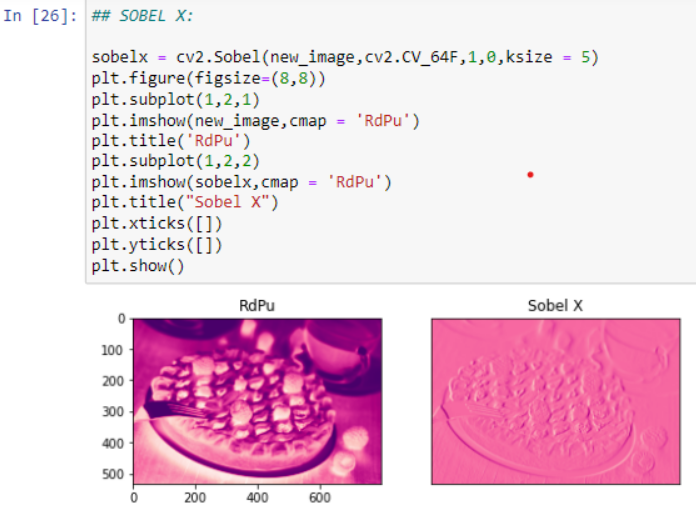 In [26]: ## SOBEL X:
sobelx = cv2.Sobel(new_image,cv2.CV_64F,1,0,ksize = 5)
plt.figure(figsize=(8,8))
plt.subplot(1,2,1)
plt.imshow(new_image,cmap = 'RdPu')
plt.title('RdPu')
plt.subplot(1,2,2)
plt.imshow(sobelx,cmap = 'RdPu')
plt.title("Sobel X")
plt.xticks([])
plt.yticks([])
plt.show()
RdPu
Sobel X
0
100
200
300
400
500
0 200 400 600